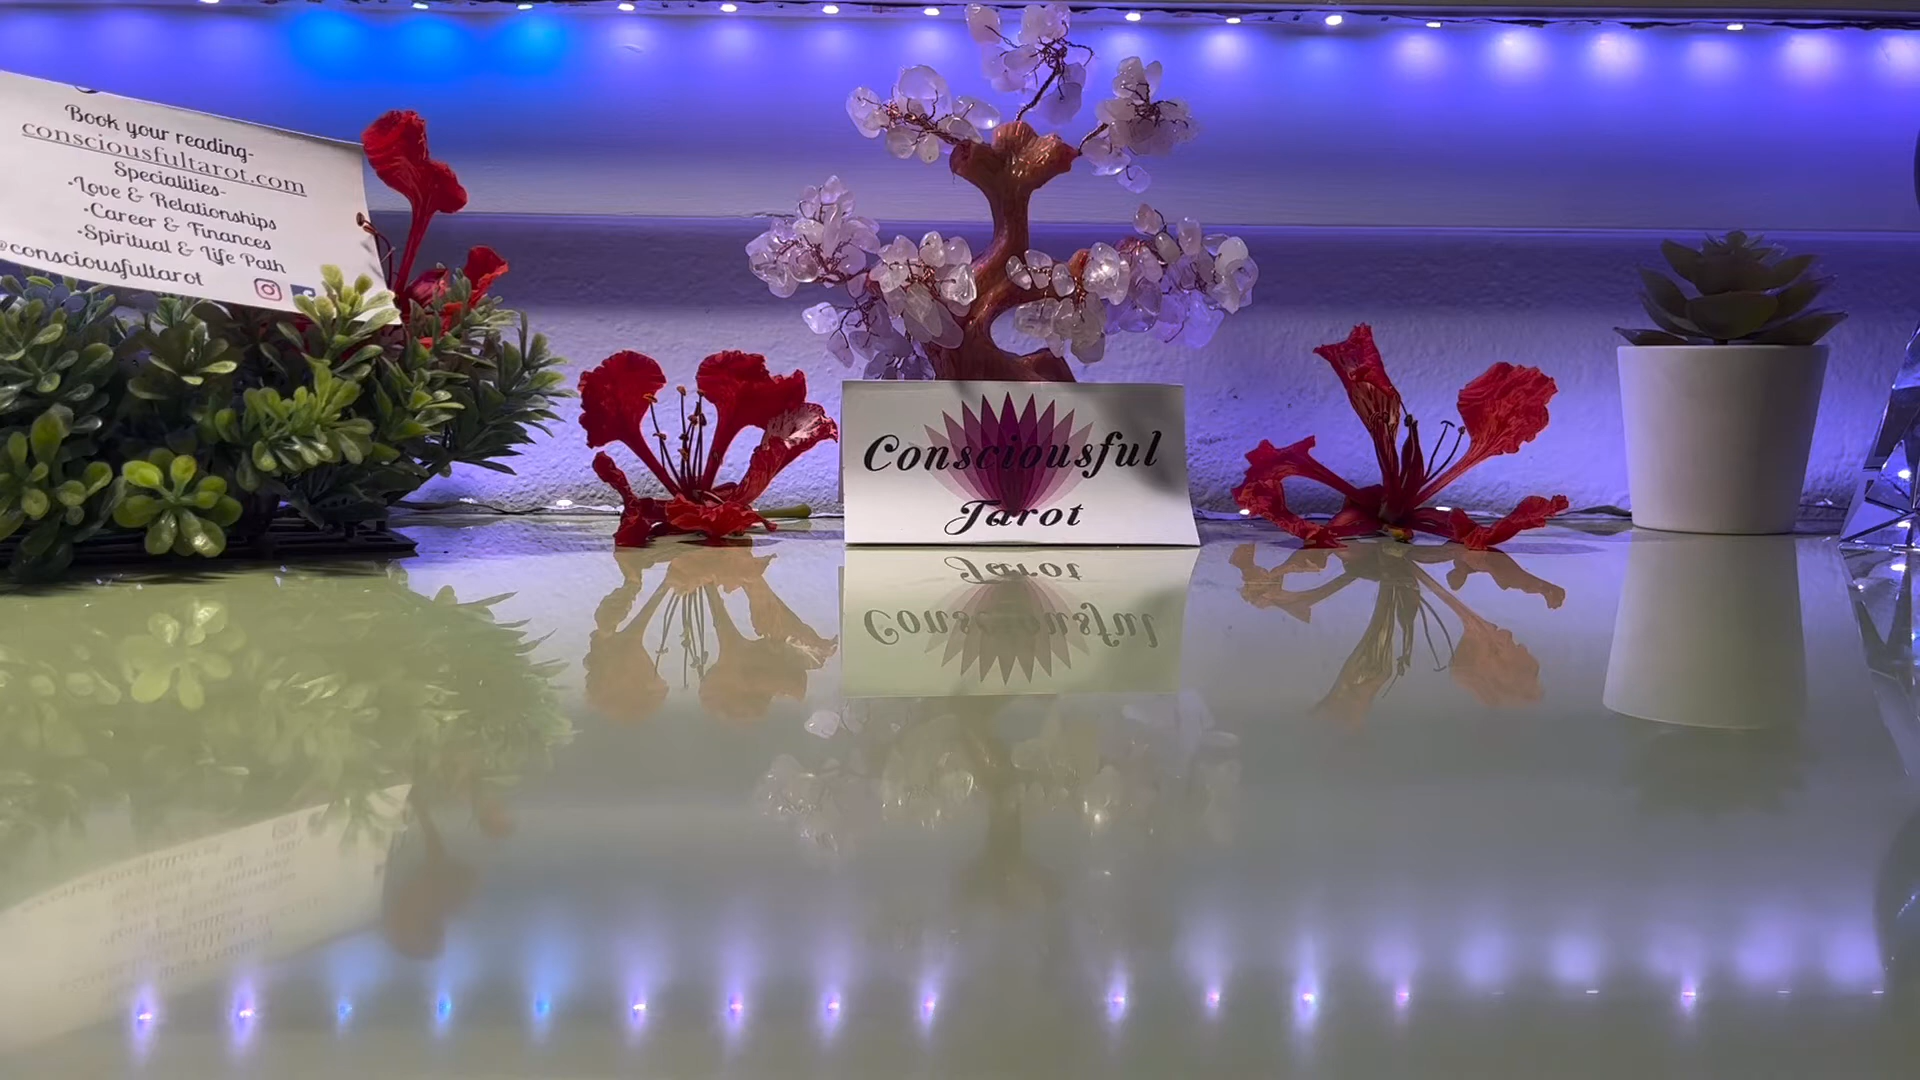 Book your reading-
consciousfultarot.com
Specialities-
·Love & Relationships
·Career & Finances
·Spiritual & Life Path
@consciousfultarot
Consciousful
Tarot